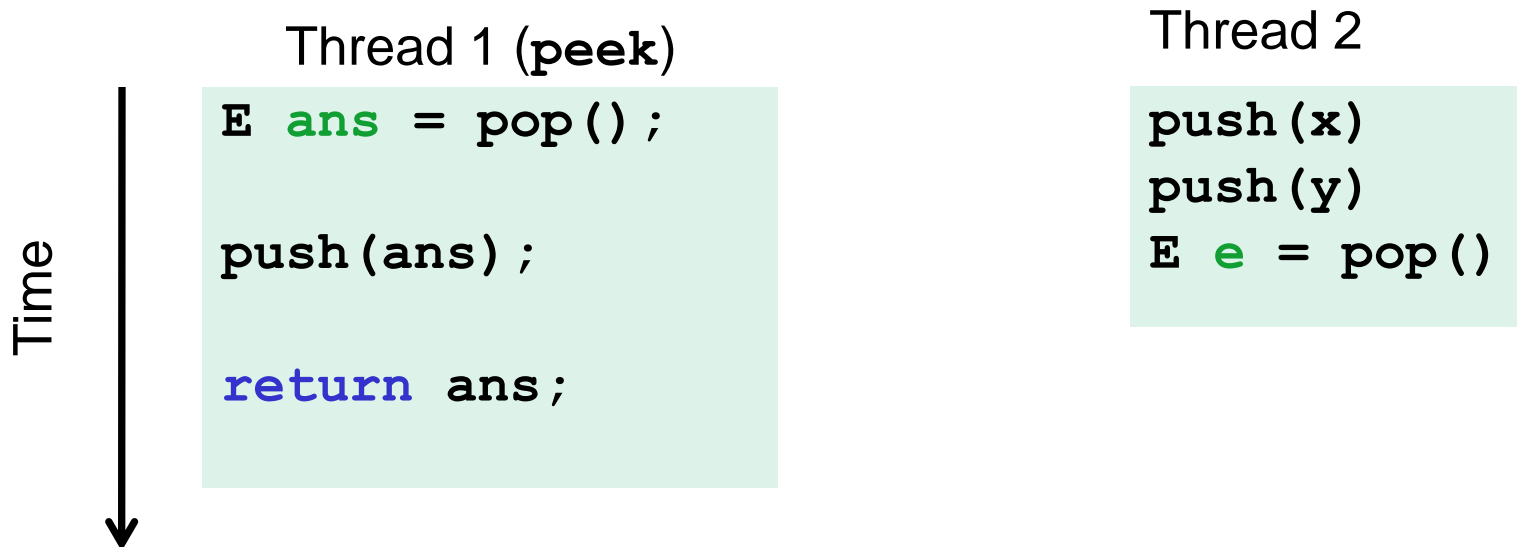 Thread 1 (peek)
Thread 2
Time
E ans = pop();
push(ans);
return ans;
push(x)
push(y)
E e = pop()